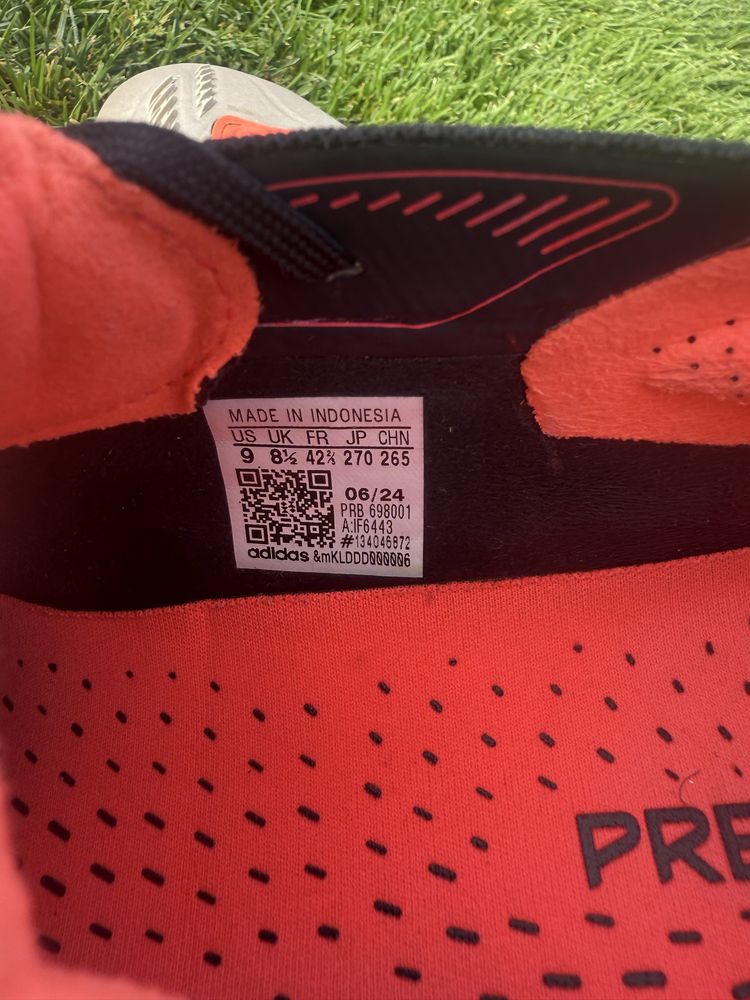 MADE IN INDONESIA
US UK FR JP CHN
9 8½ 42⅔ 270 265
06/24
PRB 698001
A:IF6443
#134046872
adidas &mKLDDD000006
PRE